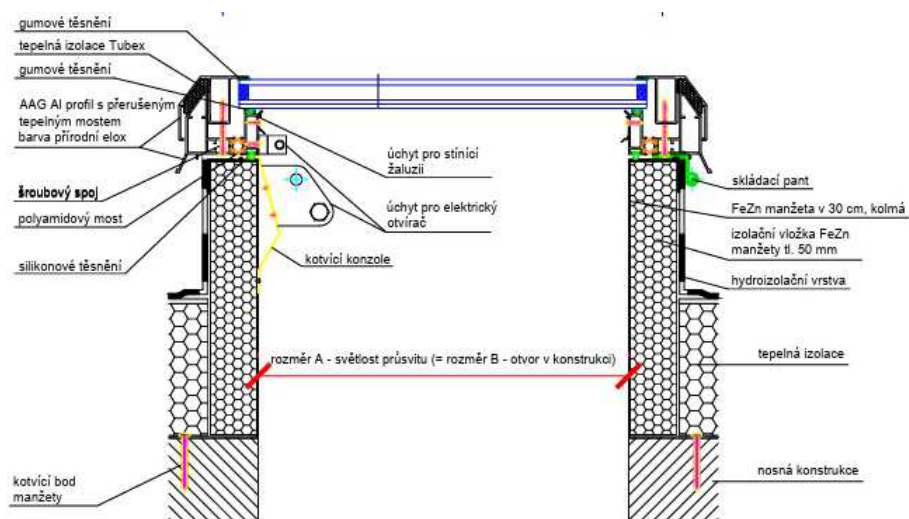 gumové těsnění
tepelná izolace Tubex
gumové těsnění
AAG Al profil s přerušeným
tepelným mostem
barva přírodní elox
šroubový spoj
polyamidový most
silikonové těsnění
úchyt pro stínící
žaluzii
úchyt pro elektrický
otvírač
kotvící konzole
skládací pant
FeZn manžeta v 30 cm, kolmá
izolační vložka FeZn
manžety tl. 50 mm
hydroizolační vrstva
rozměr A - světlost průsvitu (= rozměr B - otvor v konstrukci)
tepelná izolace
kotvící bod
manžety
nosná konstrukce